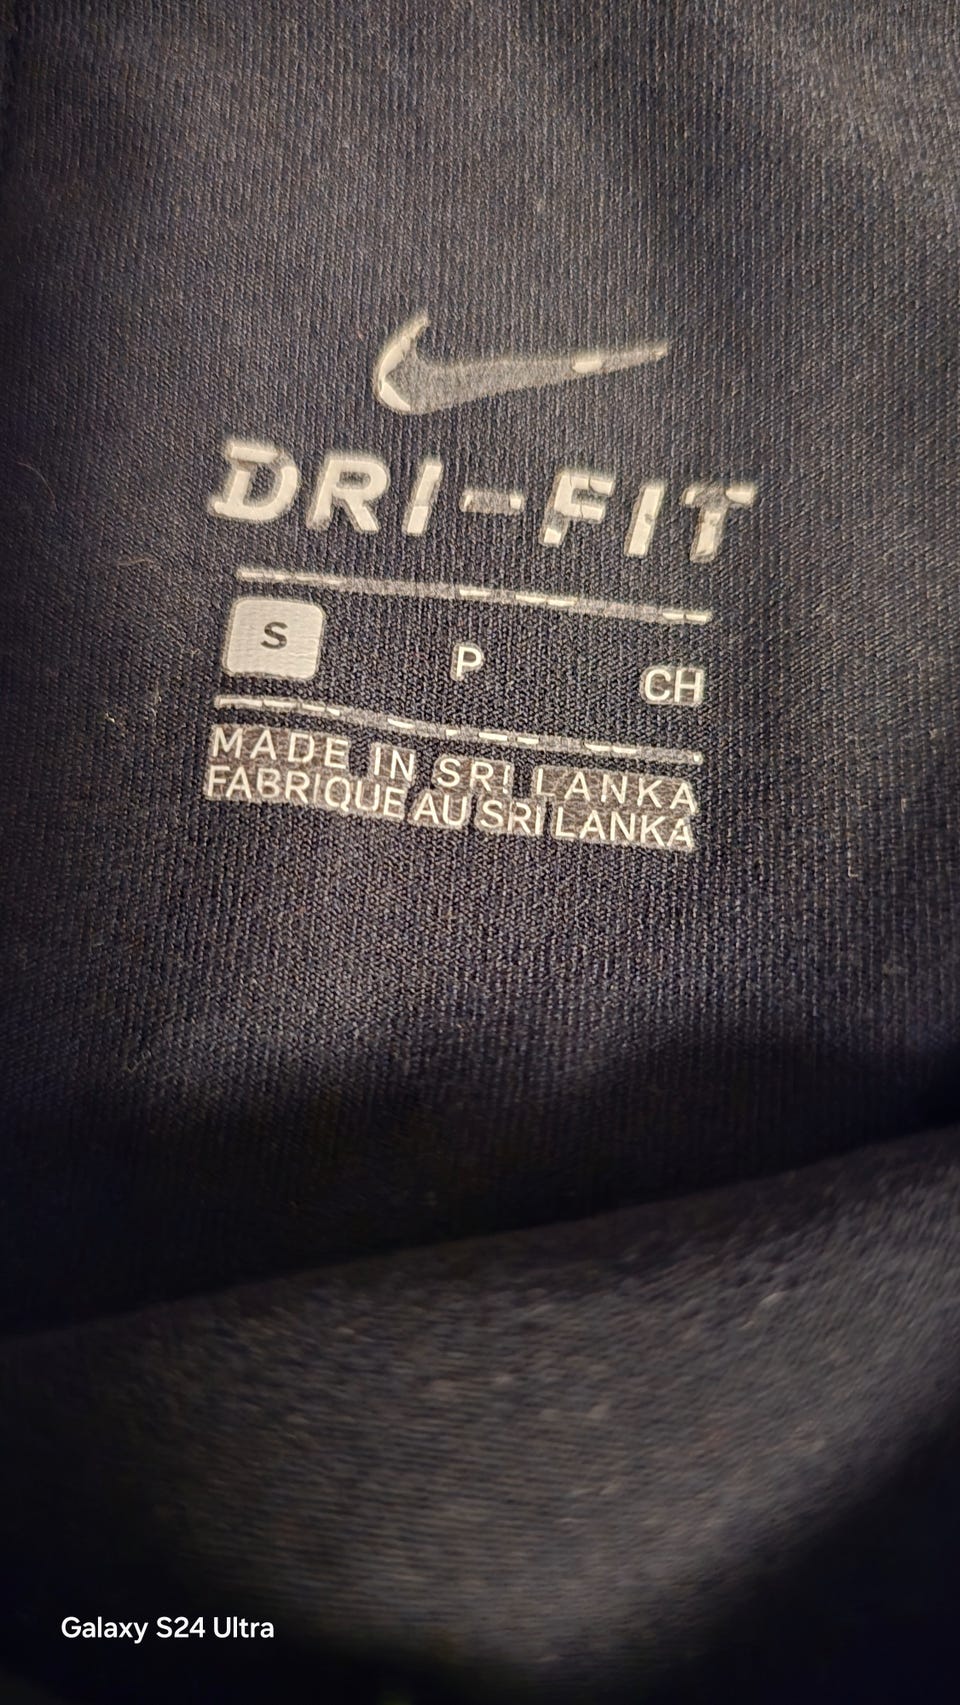 DRI-FIT
S P CH
MADE IN SRI LANKA
FABRIQUE AU SRI LANKA
Galaxy S24 Ultra